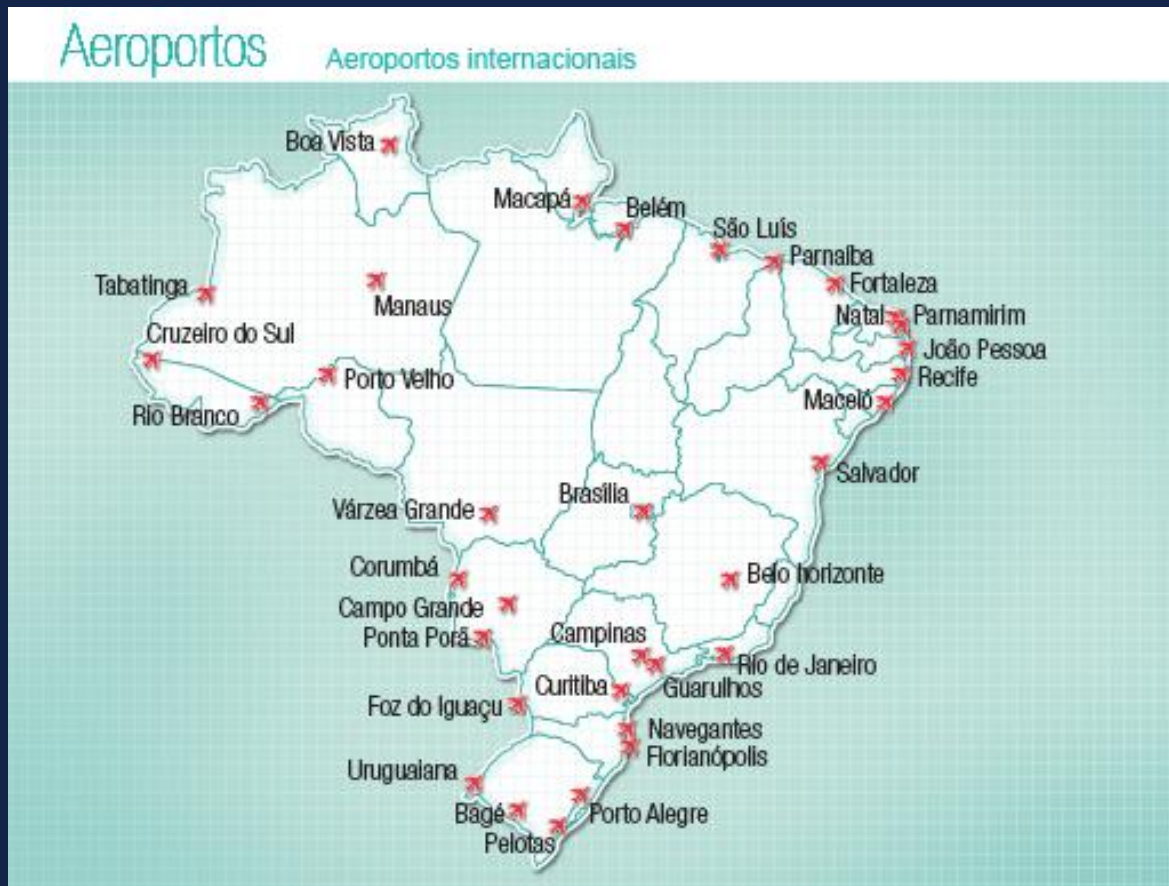 Aeroportos
Aeroportos internacionais
Boa Vista
Macapá
Belém
São Luís
Parnaíba
Tabatinga
Fortaleza
Manaus
Natal
Parnamirim
Cruzeiro do Sul
João Pessoa
Porto Velho
Recife
Rio Branco
Maceió
Salvador
Brasília
Várzea Grande
Corumbá
Belo horizonte
Campo Grande
Ponta Porã
Campinas
Rio de Janeiro
Curitiba
Guarulhos
Foz do Iguaçu
Navegantes
Florianópolis
Uruguaiana
Bagé
Porto Alegre
Pelotas